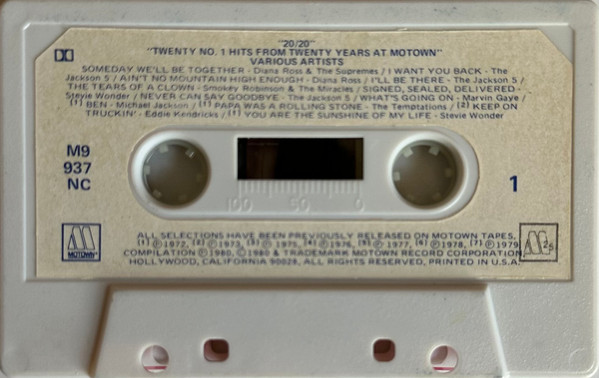 "20/20"
"TWENTY NO. 1 HITS FROM TWENTY YEARS AT MOTOWN"
VARIOUS ARTISTS
SOMEDAY WE'LL BE TOGETHER - Diana Ross & The Supremes / I WANT YOU BACK - The
Jackson 5 / AIN'T NO MOUNTAIN HIGH ENOUGH - Diana Ross / I'LL BE THERE - The Jackson 5 /
THE TEARS OF A CLOWN - Smokey Robinson & The Miracles / SIGNED, SEALED, DELIVERED -
Stevie Wonder / NEVER CAN SAY GOODBYE - The Jackson 5 / WHAT'S GOING ON - Marvin Gaye /
[1] BEN - Michael Jackson / [1] PAPA WAS A ROLLING STONE - The Temptations / [2] KEEP ON
TRUCKIN' - Eddie Kendricks / [1] YOU ARE THE SUNSHINE OF MY LIFE - Stevie Wonder
M9
937
NC
1
100 50 0
ALL SELECTIONS HAVE BEEN PREVIOUSLY RELEASED ON MOTOWN TAPES,
[1] ℗ 1972, [2] ℗ 1973, [3] ℗ 1975, [4] ℗ 1976, [5] ℗ 1977, [6] ℗ 1978, [7] ℗ 1979
COMPILATION ℗ 1980, © 1980 & TRADEMARK MOTOWN RECORD CORPORATION,
HOLLYWOOD, CALIFORNIA 90028, ALL RIGHTS RESERVED, PRINTED IN U.S.A.
MOTOWN